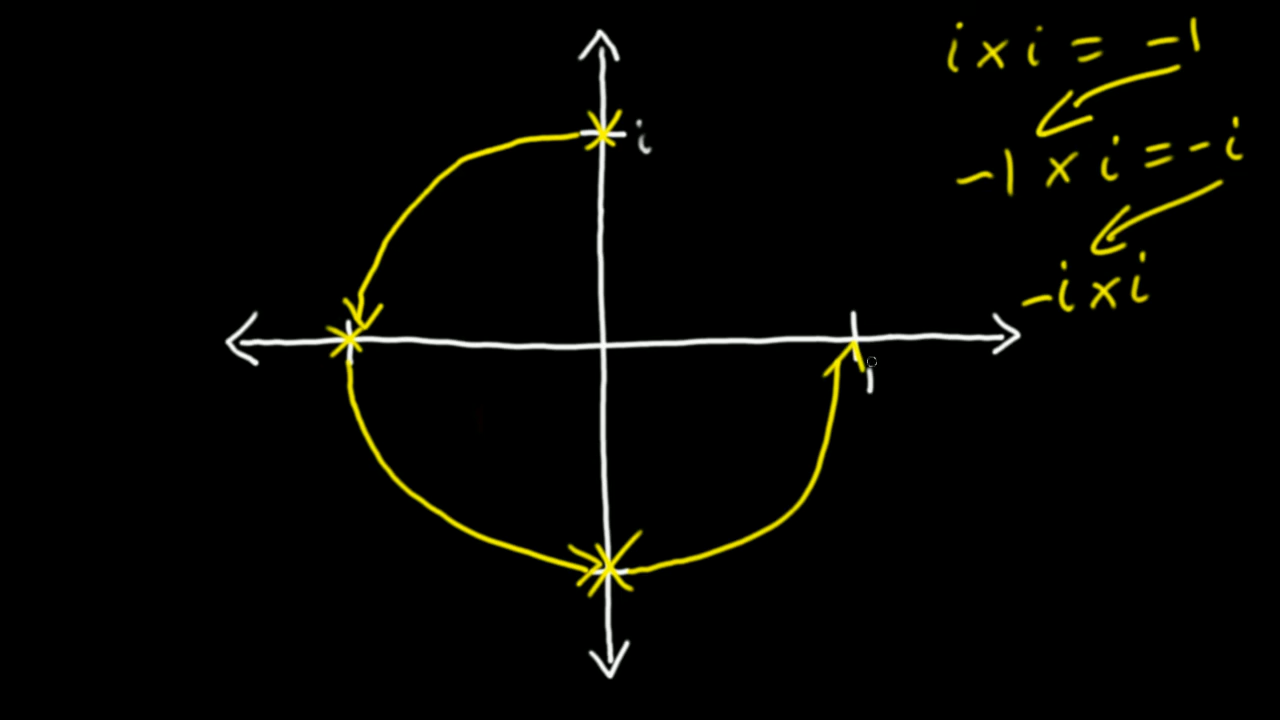 i × i = -1
i
-1 × i = -i
-i × i
1